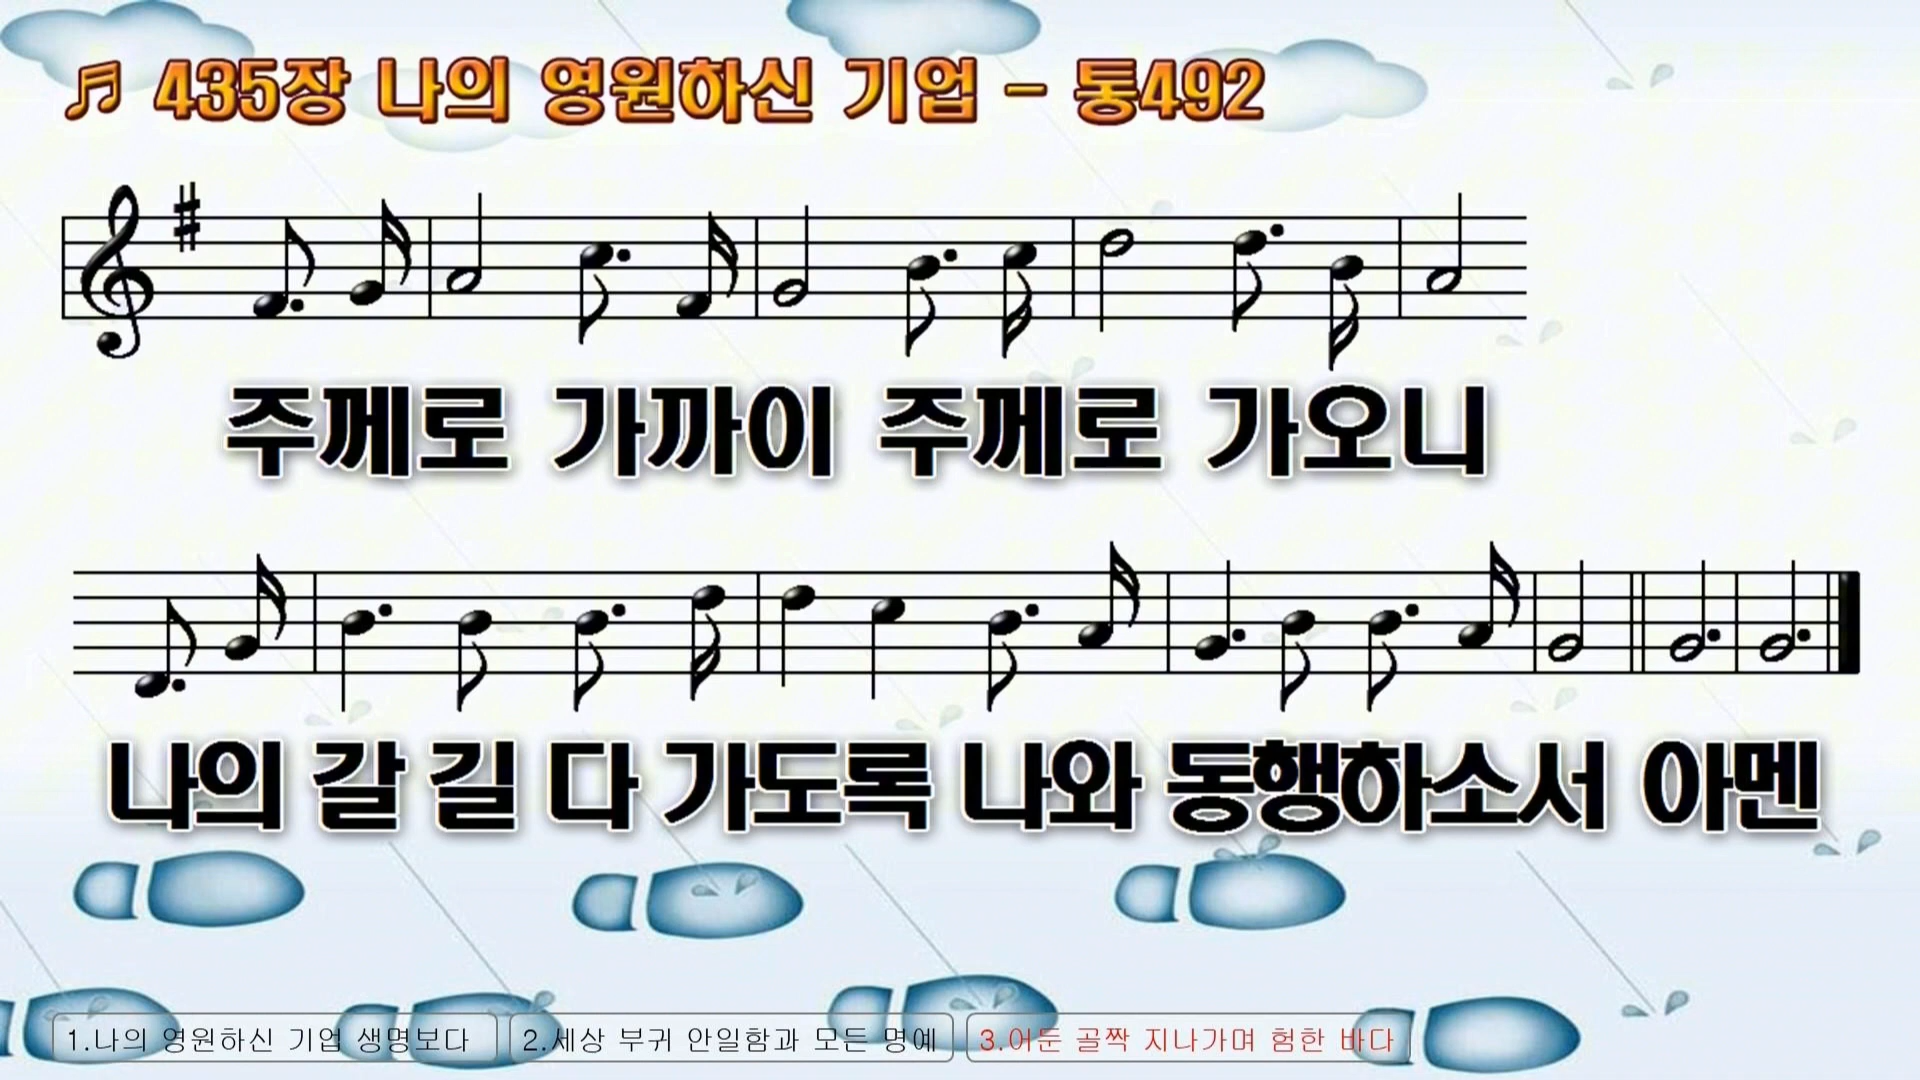 ♬ 435장 나의 영원하신 기업 - 통492
주께로 가까이 주께로 가오니
나의 갈 길 다 가도록 나와 동행하소서 아멘
1.나의 영원하신 기업 생명보다 2.세상 부귀 안일함과 모든 명예 3.어둔 골짝 지나가며 험한 바다